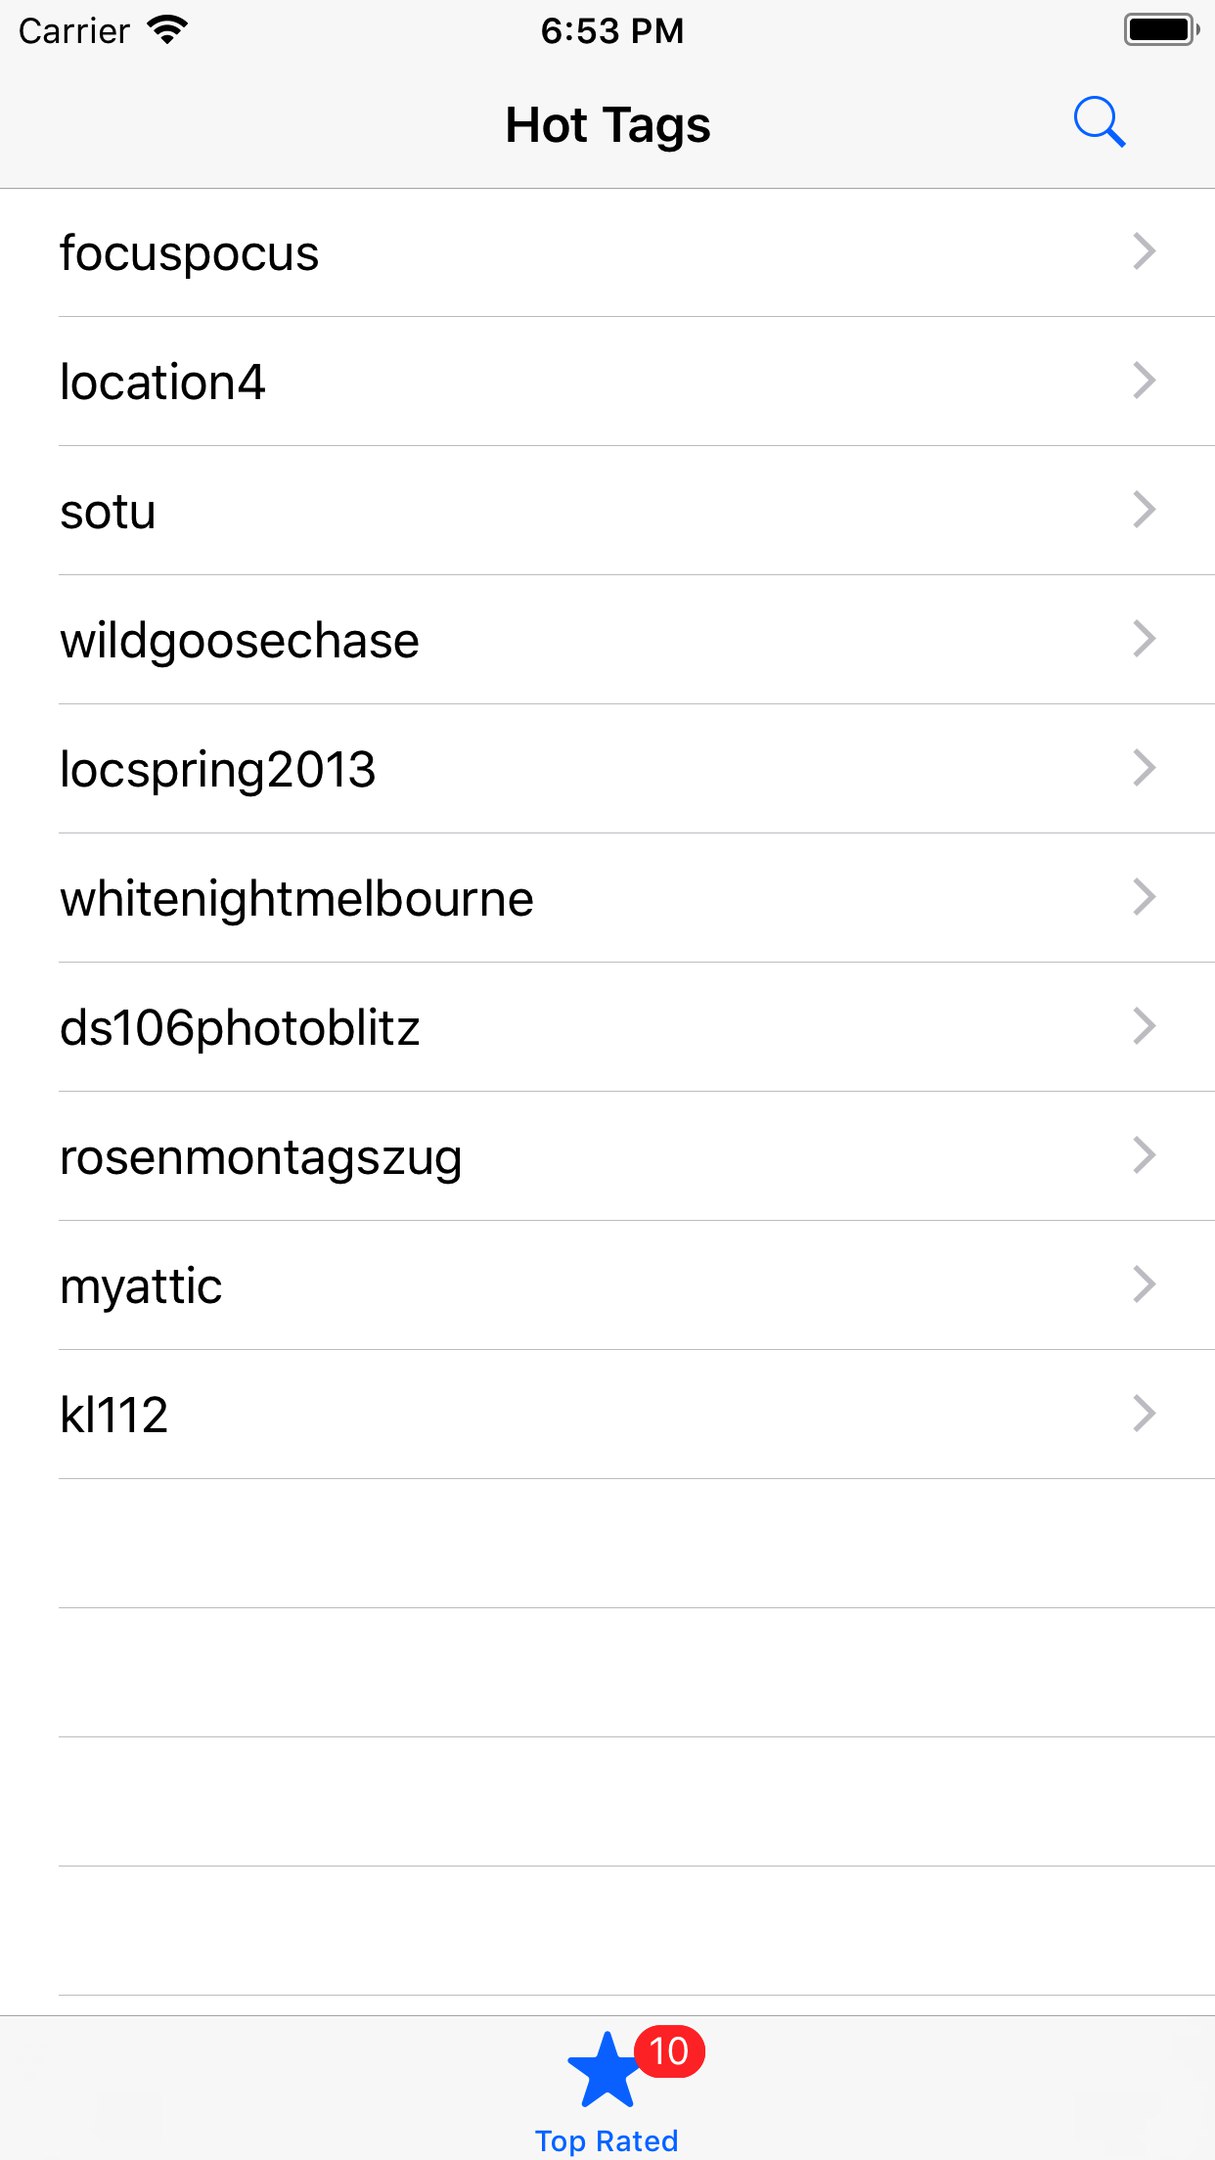 Carrier 6:53 PM
Hot Tags
focuspocus
location4
sotu
wildgoosechase
locspring2013
whitenightmelbourne
ds106photoblitz
rosenmontagszug
myattic
kl112
10
Top Rated